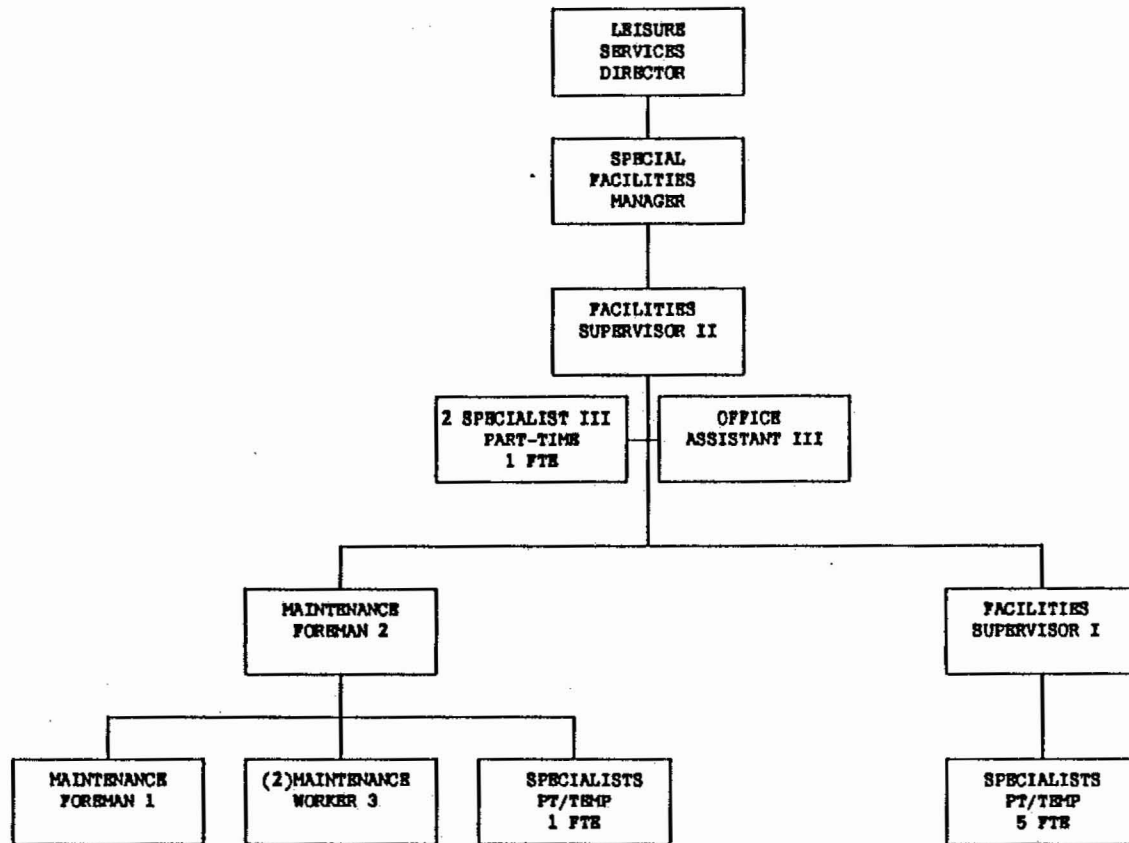 LEISURE
SERVICES
DIRECTOR
SPECIAL
FACILITIES
MANAGER
FACILITIES
SUPERVISOR II
2 SPECIALIST III
PART-TIME
1 FTE
OFFICE
ASSISTANT III
MAINTENANCE
FOREMAN 2
FACILITIES
SUPERVISOR I
MAINTENANCE
FOREMAN 1
(2)MAINTENANCE
WORKER 3
SPECIALISTS
PT/TEMP
1 FTE
SPECIALISTS
PT/TEMP
5 FTE